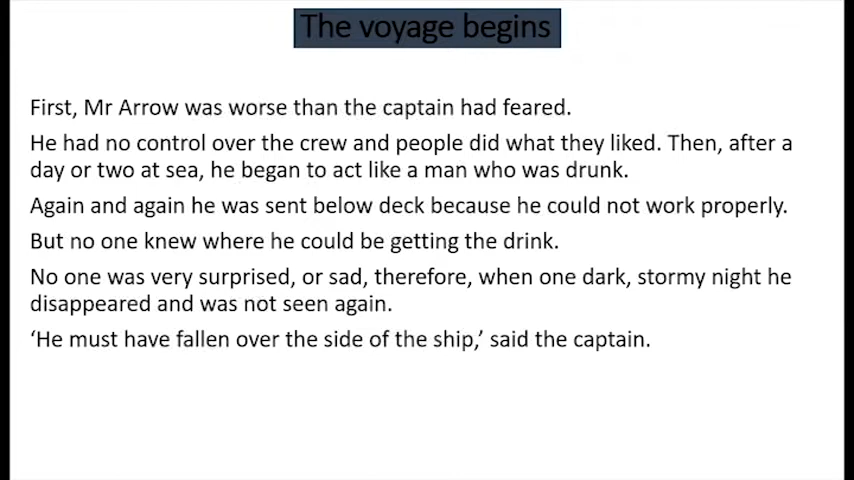 The voyage begins
First, Mr Arrow was worse than the captain had feared.
He had no control over the crew and people did what they liked. Then, after a
day or two at sea, he began to act like a man who was drunk.
Again and again he was sent below deck because he could not work properly.
But no one knew where he could be getting the drink.
No one was very surprised, or sad, therefore, when one dark, stormy night he
disappeared and was not seen again.
‘He must have fallen over the side of the ship,’ said the captain.